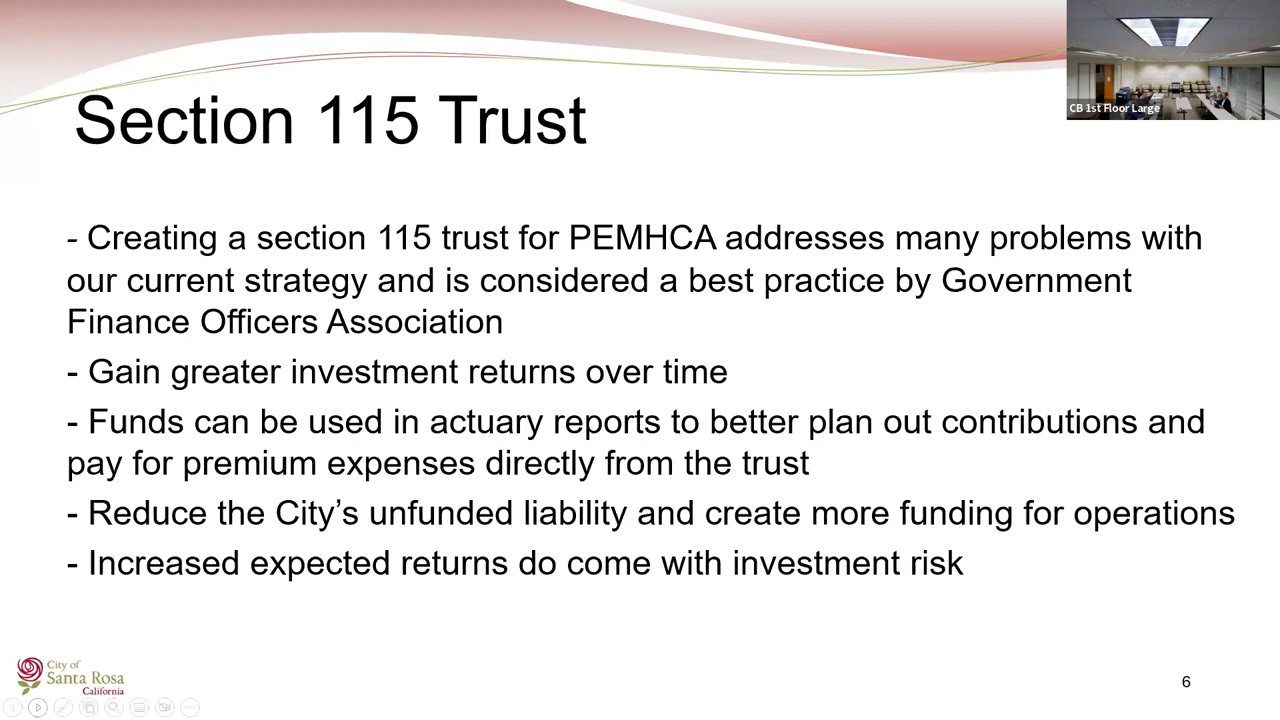 CB 1st Floor Large
Section 115 Trust
- Creating a section 115 trust for PEMHCA addresses many problems with
our current strategy and is considered a best practice by Government
Finance Officers Association
- Gain greater investment returns over time
- Funds can be used in actuary reports to better plan out contributions and
pay for premium expenses directly from the trust
- Reduce the City’s unfunded liability and create more funding for operations
- Increased expected returns do come with investment risk
City of
Santa Rosa
California
6